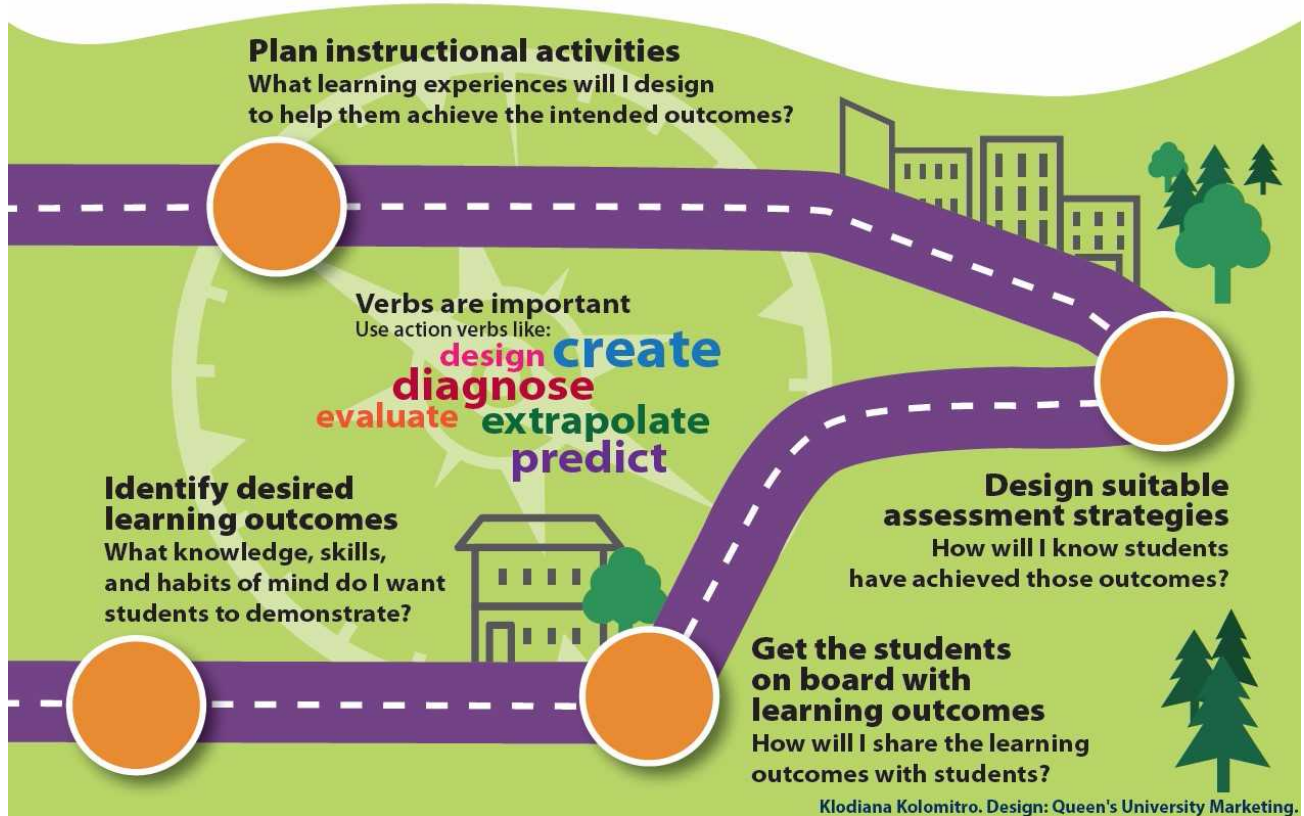 Plan instructional activities
What learning experiences will I design
to help them achieve the intended outcomes?
Verbs are important
Use action verbs like:
design create
diagnose
evaluate extrapolate
predict
Identify desired
learning outcomes
What knowledge, skills,
and habits of mind do I want
students to demonstrate?
Design suitable
assessment strategies
How will I know students
have achieved those outcomes?
Get the students
on board with
learning outcomes
How will I share the learning
outcomes with students?
Klodiana Kolomitro. Design: Queen's University Marketing.